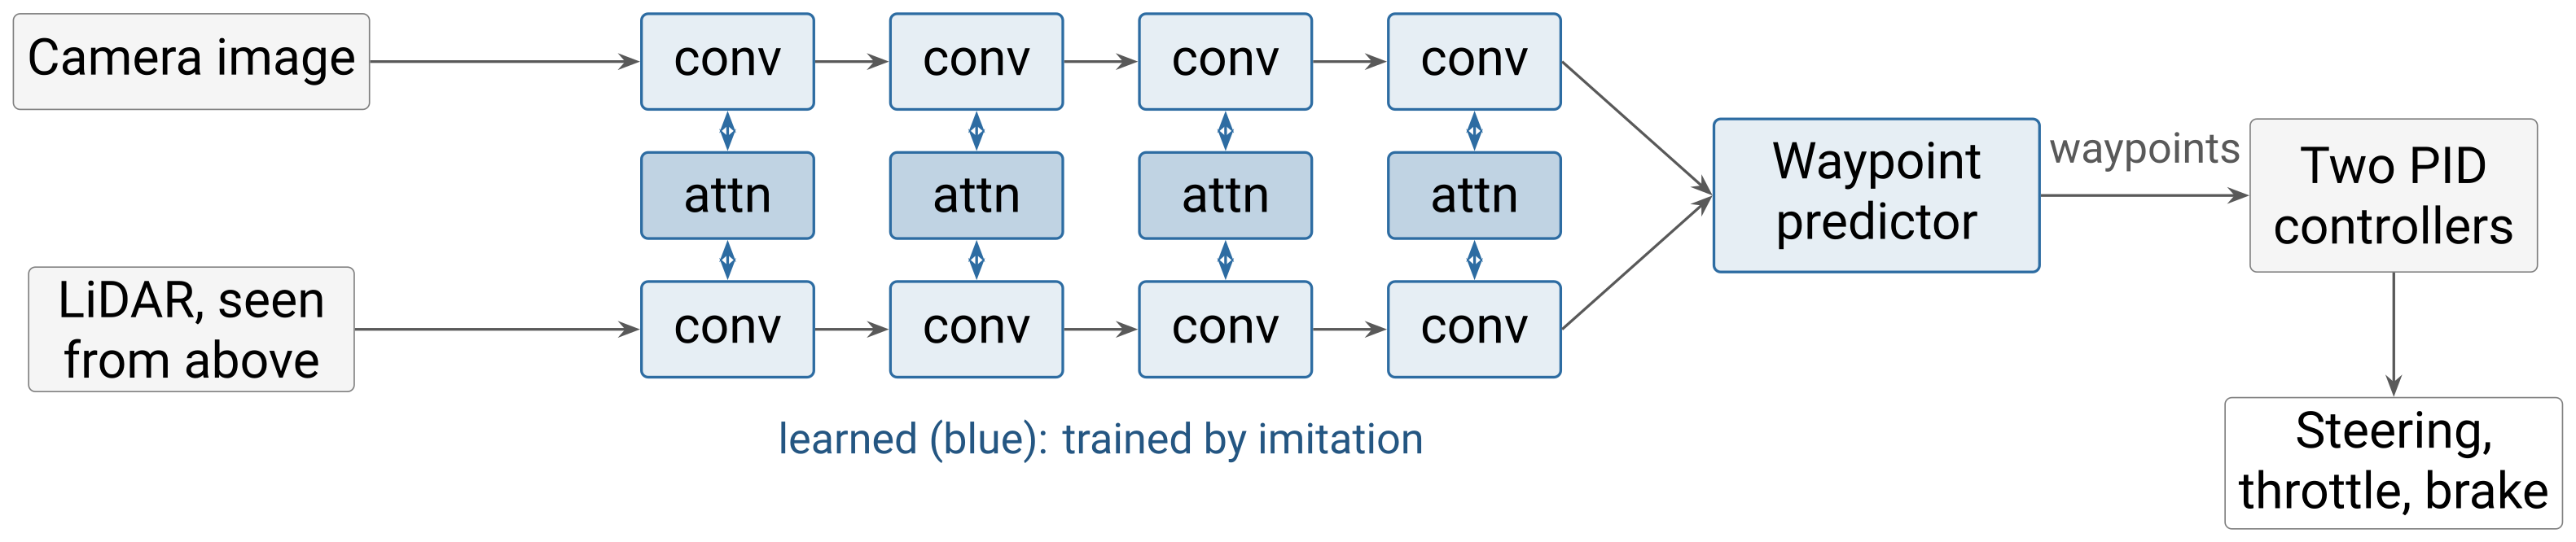 Camera image
conv
conv
conv
conv
attn
attn
attn
attn
LiDAR, seen
from above
conv
conv
conv
conv
Waypoint
predictor
waypoints
Two PID
controllers
Steering,
throttle, brake
learned (blue): trained by imitation